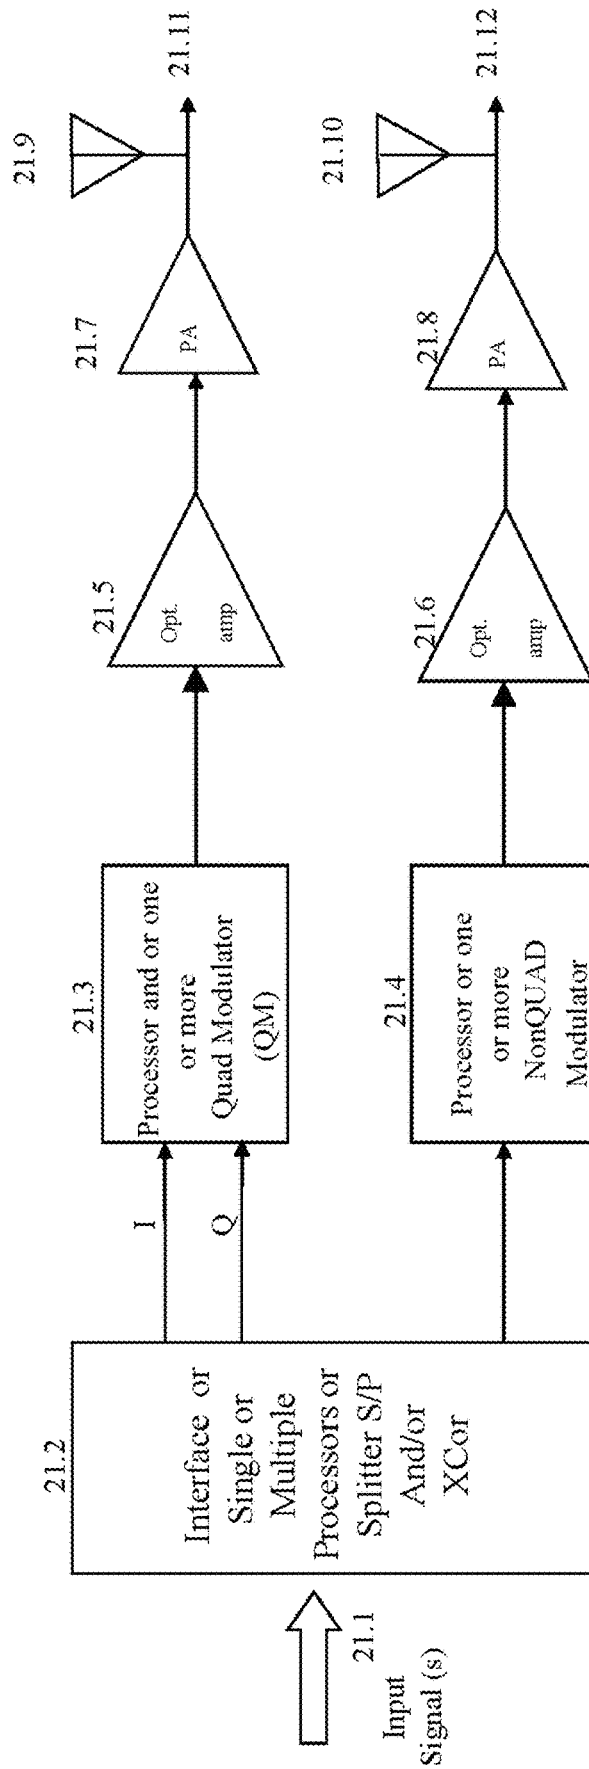 21.1
Input
Signal (s)
21.2
Interface or
Single or
Multiple
Processors or
Splitter S/P
And/or
XCor
I
Q
21.3
Processor and or one
or more
Quad Modulator
(QM)
21.5
Opt.
amp
21.7
PA
21.9
21.11
21.4
Processor or one
or more
NonQUAD
Modulator
21.6
Opt.
amp
21.8
PA
21.10
21.12